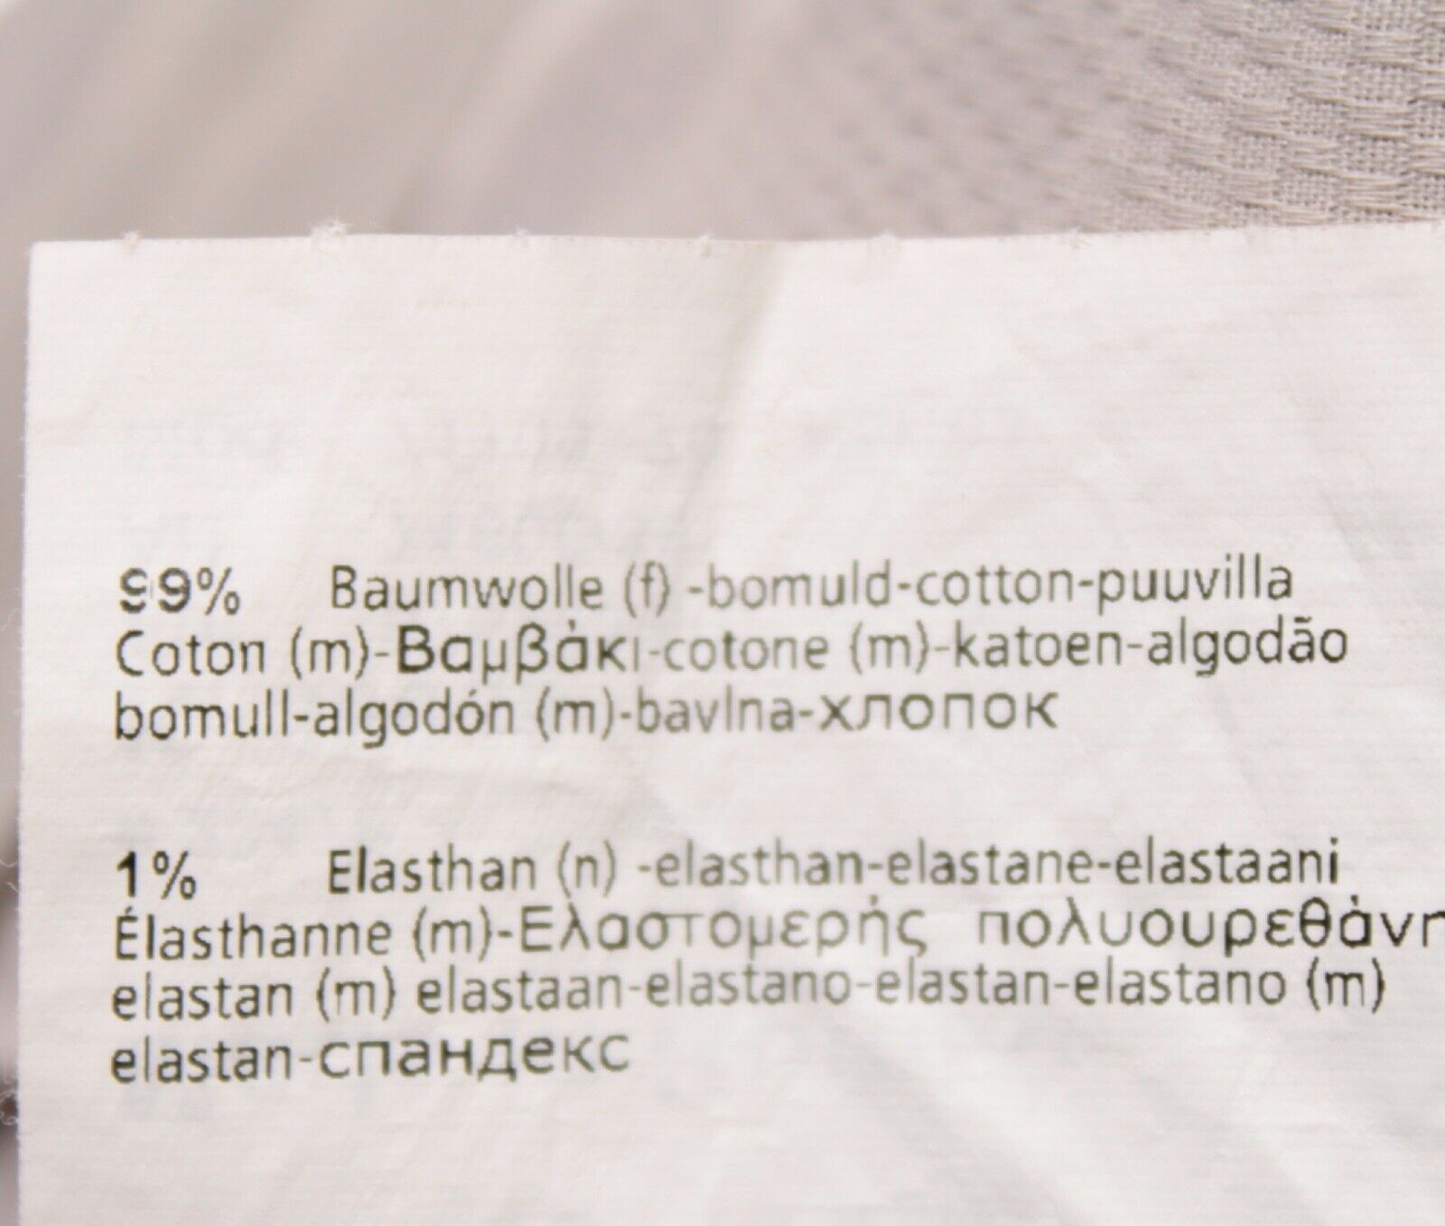 99% Baumwolle (f) -bomuld-cotton-puuvilla
Coton (m)-Βαμβάκι-cotone (m)-katoen-algodão
bomull-algodón (m)-bavlna-хлопок
1% Elasthan (n) -elasthan-elastane-elastaani
Élasthanne (m)-Ελαστομερής πολυουρεθάνη
elastan (m) elastaan-elastano-elastan-elastano (m)
elastan-спандекс